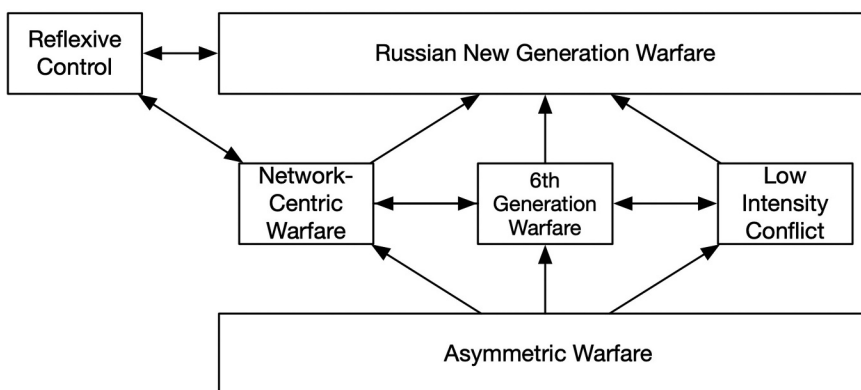 Reflexive
Control
Russian New Generation Warfare
Network-
Centric
Warfare
6th
Generation
Warfare
Low
Intensity
Conflict
Asymmetric Warfare